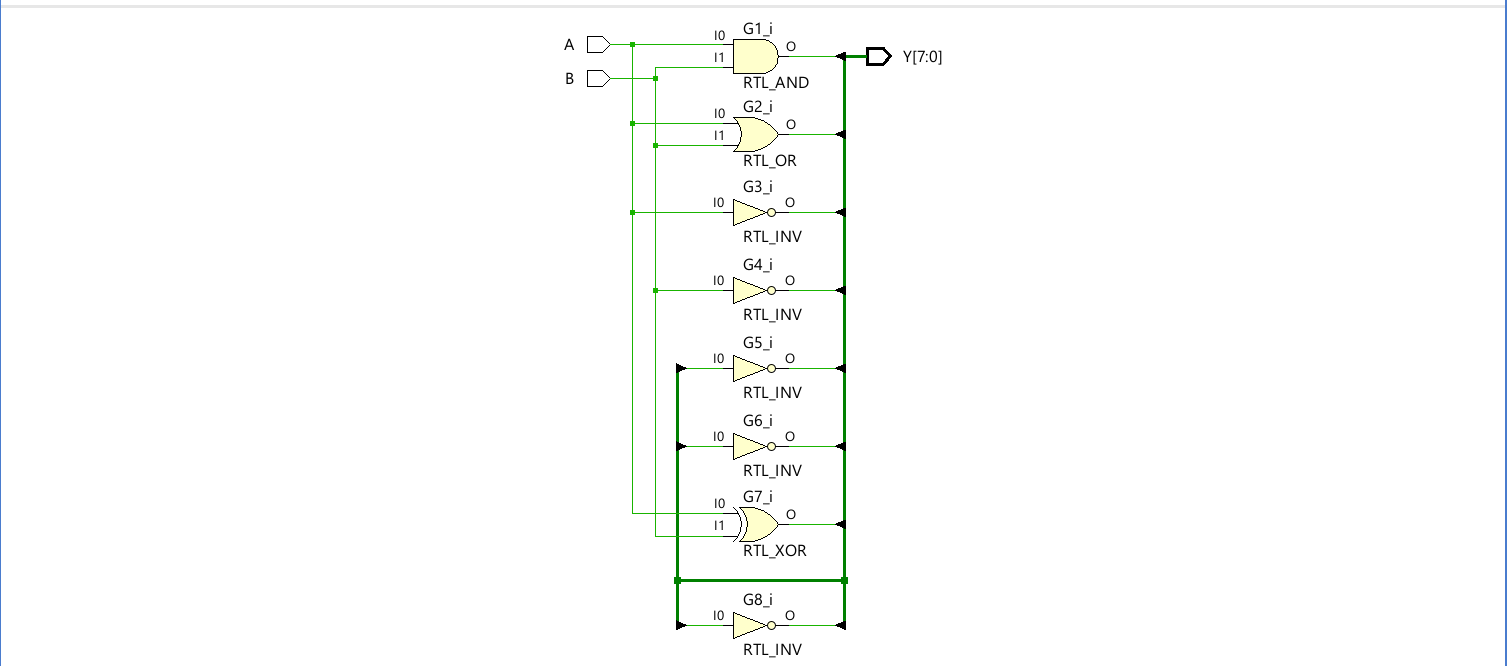 G1_i
A
I0
O
I1
Y[7:0]
B
RTL_AND
G2_i
I0
O
I1
RTL_OR
G3_i
I0
O
RTL_INV
G4_i
I0
O
RTL_INV
G5_i
I0
O
RTL_INV
G6_i
I0
O
RTL_INV
G7_i
I0
O
I1
RTL_XOR
G8_i
I0
O
RTL_INV